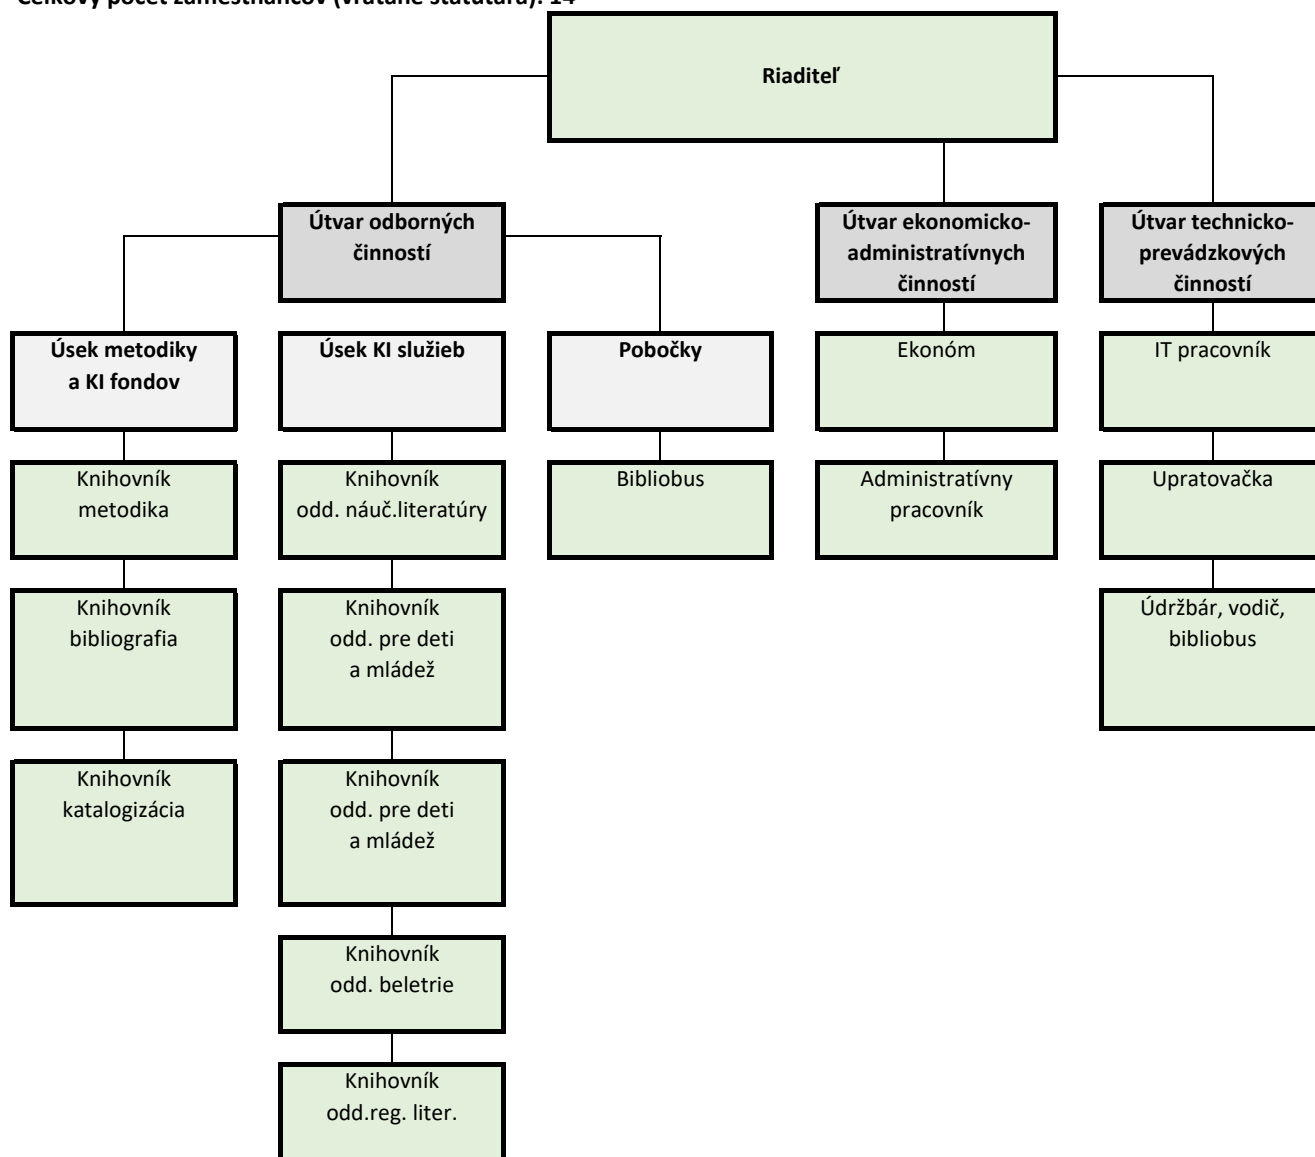 Celkový počet zamestnancov (vrátane štatutára): 14
Riaditeľ
Útvar odborných
činností
Útvar ekonomicko-
administratívnych
činností
Útvar technicko-
prevádzkových
činností
Úsek metodiky
a KI fondov
Úsek KI služieb
Pobočky
Ekonóm
IT pracovník
Knihovník
metodika
Knihovník
odd. náuč.literatúry
Bibliobus
Administratívny
pracovník
Upratovačka
Knihovník
bibliografia
Knihovník
odd. pre deti
a mládež
Údržbár, vodič,
bibliobus
Knihovník
katalogizácia
Knihovník
odd. pre deti
a mládež
Knihovník
odd. beletrie
Knihovník
odd.reg. liter.